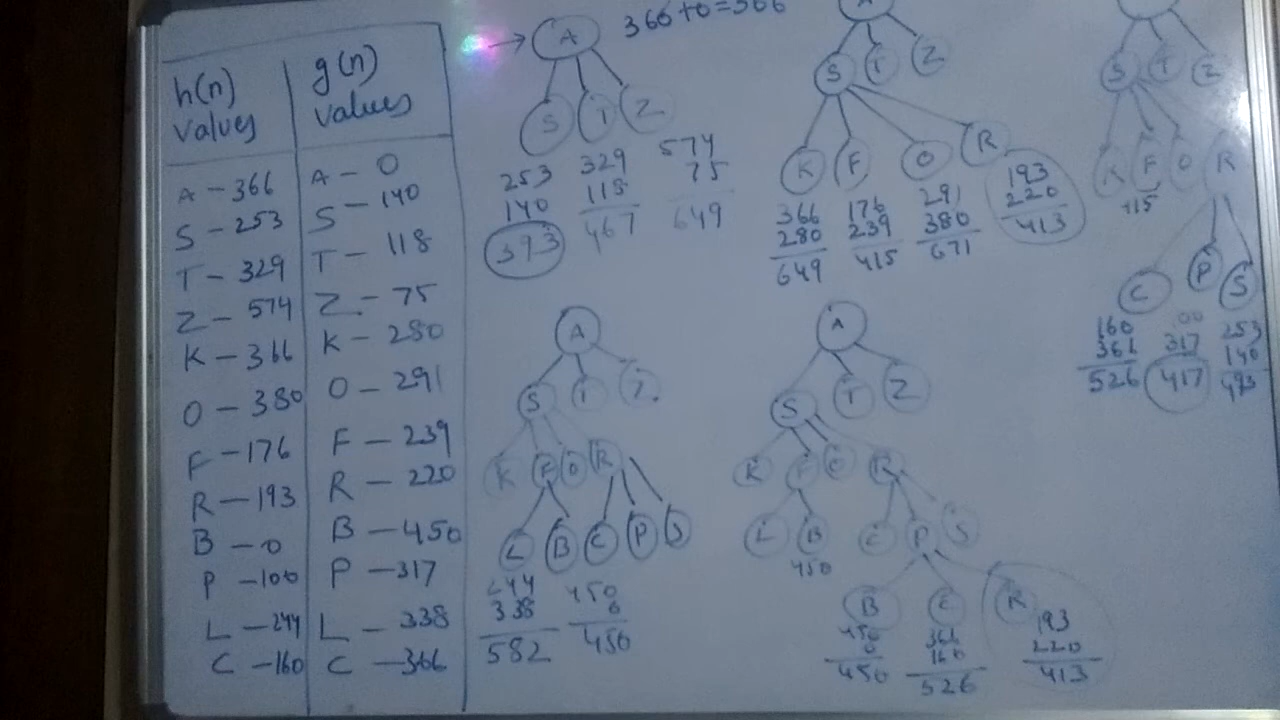 h(n) values
g(n) values
A - 366
A - 0
S - 253
S - 140
T - 329
T - 118
Z - 574
Z - 75
K - 366
K - 280
O - 380
O - 291
F - 176
F - 239
R - 193
R - 220
B - 0
B - 450
P - 100
P - 317
L - 244
L - 338
C - 160
C - 366
A
366+0=366
S T Z
253 329 574
140 118 75
393 467 649
A
S T Z
K F O R
366 176 291 193
280 239 380 220
649 415 671 413
S T Z
K F O R
415
C P S
160 253
366 317 140
526 417 493
A
S T Z
K F O R
L B C P S
244 450
338 0
582 450
A
S T Z
K F O R
L B C P S
450
B C R
450 366 193
0 160 220
450 526 413